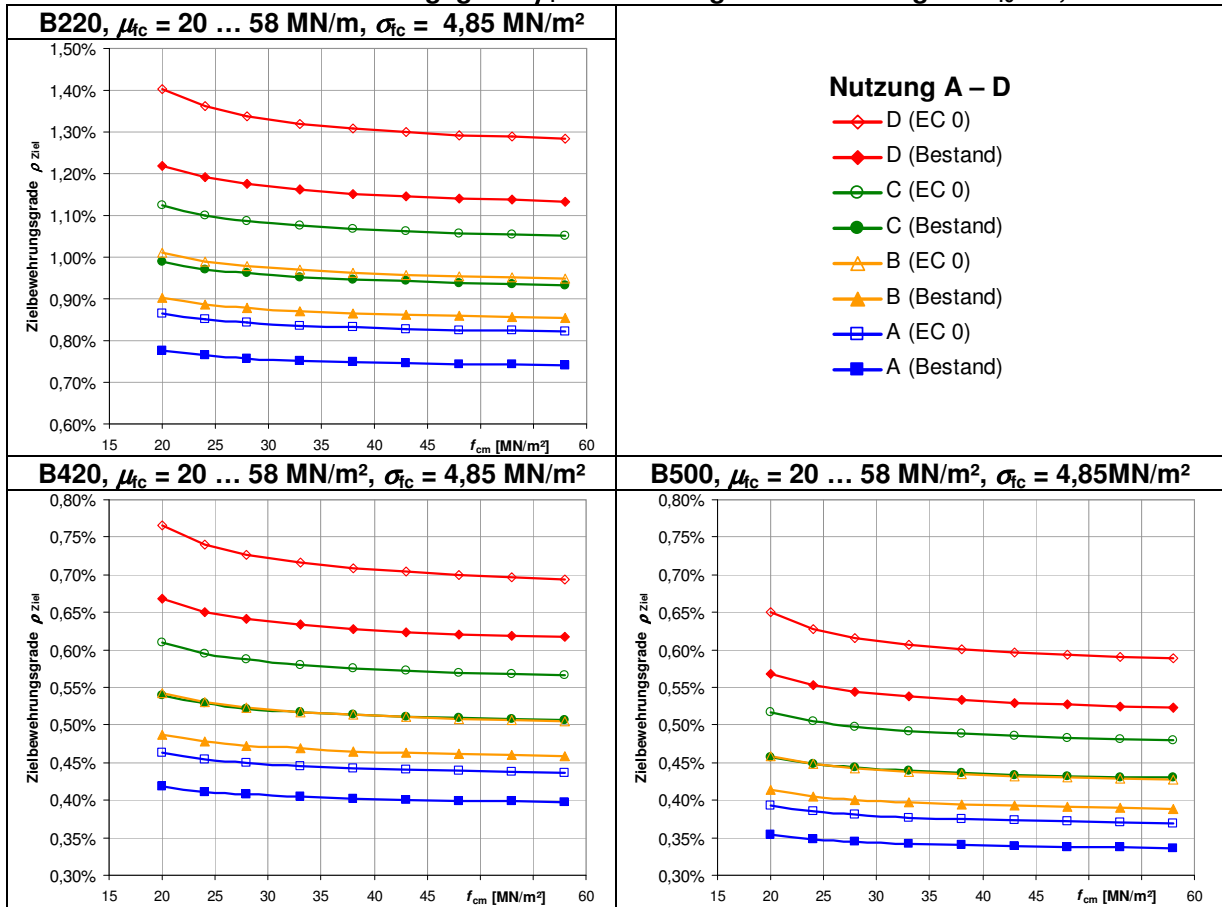 B220, μfc = 20 … 58 MN/m, σfc = 4,85 MN/m²
1,50%
1,40%
1,30%
1,20%
1,10%
1,00%
0,90%
0,80%
0,70%
0,60%
Zielbewehrungsgrade ρ Ziel
15 20 25 30 35 40 45 fcm [MN/m²] 60
Nutzung A – D
D (EC 0)
D (Bestand)
C (EC 0)
C (Bestand)
B (EC 0)
B (Bestand)
A (EC 0)
A (Bestand)
B420, μfc = 20 … 58 MN/m², σfc = 4,85 MN/m²
0,80%
0,75%
0,70%
0,65%
0,60%
0,55%
0,50%
0,45%
0,40%
0,35%
0,30%
Zielbewehrungsgrade ρ Ziel
15 20 25 30 35 40 45 fcm [MN/m²] 60
B500, μfc = 20 … 58 MN/m², σfc = 4,85MN/m²
0,80%
0,75%
0,70%
0,65%
0,60%
0,55%
0,50%
0,45%
0,40%
0,35%
0,30%
Zielbewehrungsgrade ρ Ziel
15 20 25 30 35 40 45 fcm [MN/m²] 60